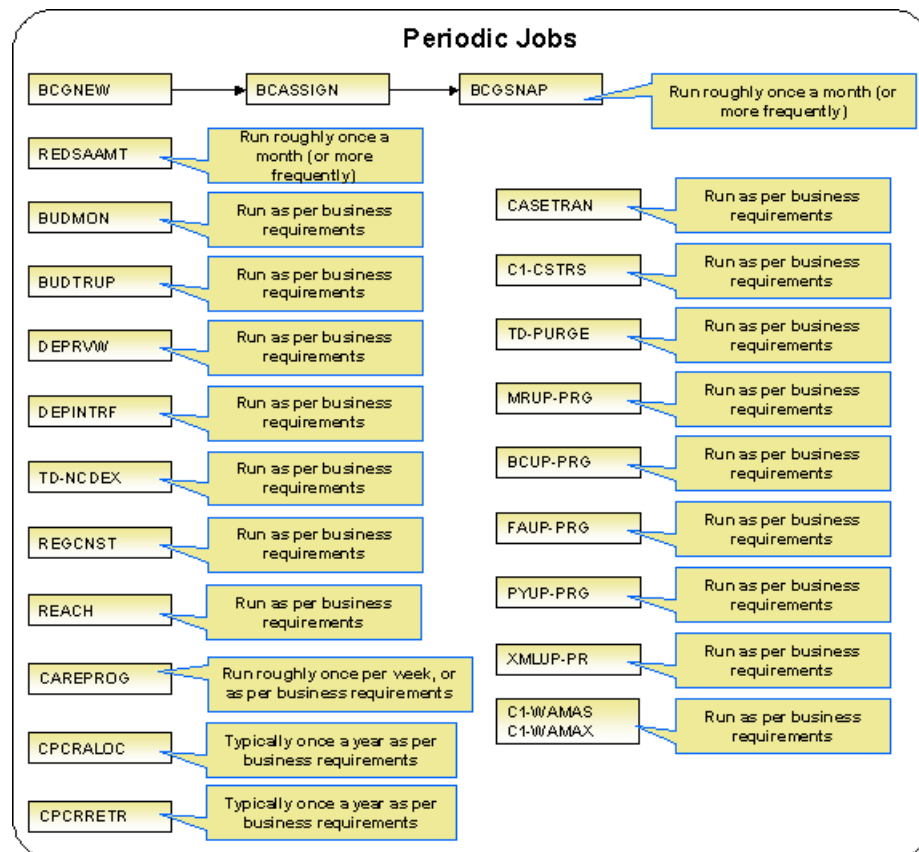 Periodic Jobs
BCGNEW
BCASSIGN
BCGSNAP
Run roughly once a month (or
more frequently)
REDSAAMT
Run roughly once a
month (or more
frequently)
BUDMON
Run as per business
requirements
BUDTRUP
Run as per business
requirements
DEPRVW
Run as per business
requirements
DEPINTRF
Run as per business
requirements
TD-NCDEX
Run as per business
requirements
REGCNST
Run as per business
requirements
REACH
Run as per business
requirements
CAREPROG
Run roughly once per week, or
as per business requirements
CPCRALOC
Typically once a year as per
business requirements
CPCRRETR
Typically once a year as per
business requirements
CASETRAN
Run as per business
requirements
C1-CSTRS
Run as per business
requirements
TD-PURGE
Run as per business
requirements
MRUP-PRG
Run as per business
requirements
BCUP-PRG
Run as per business
requirements
FAUP-PRG
Run as per business
requirements
PYUP-PRG
Run as per business
requirements
XMLUP-PR
Run as per business
requirements
C1-WAMAS
C1-WAMAX
Run as per business
requirements